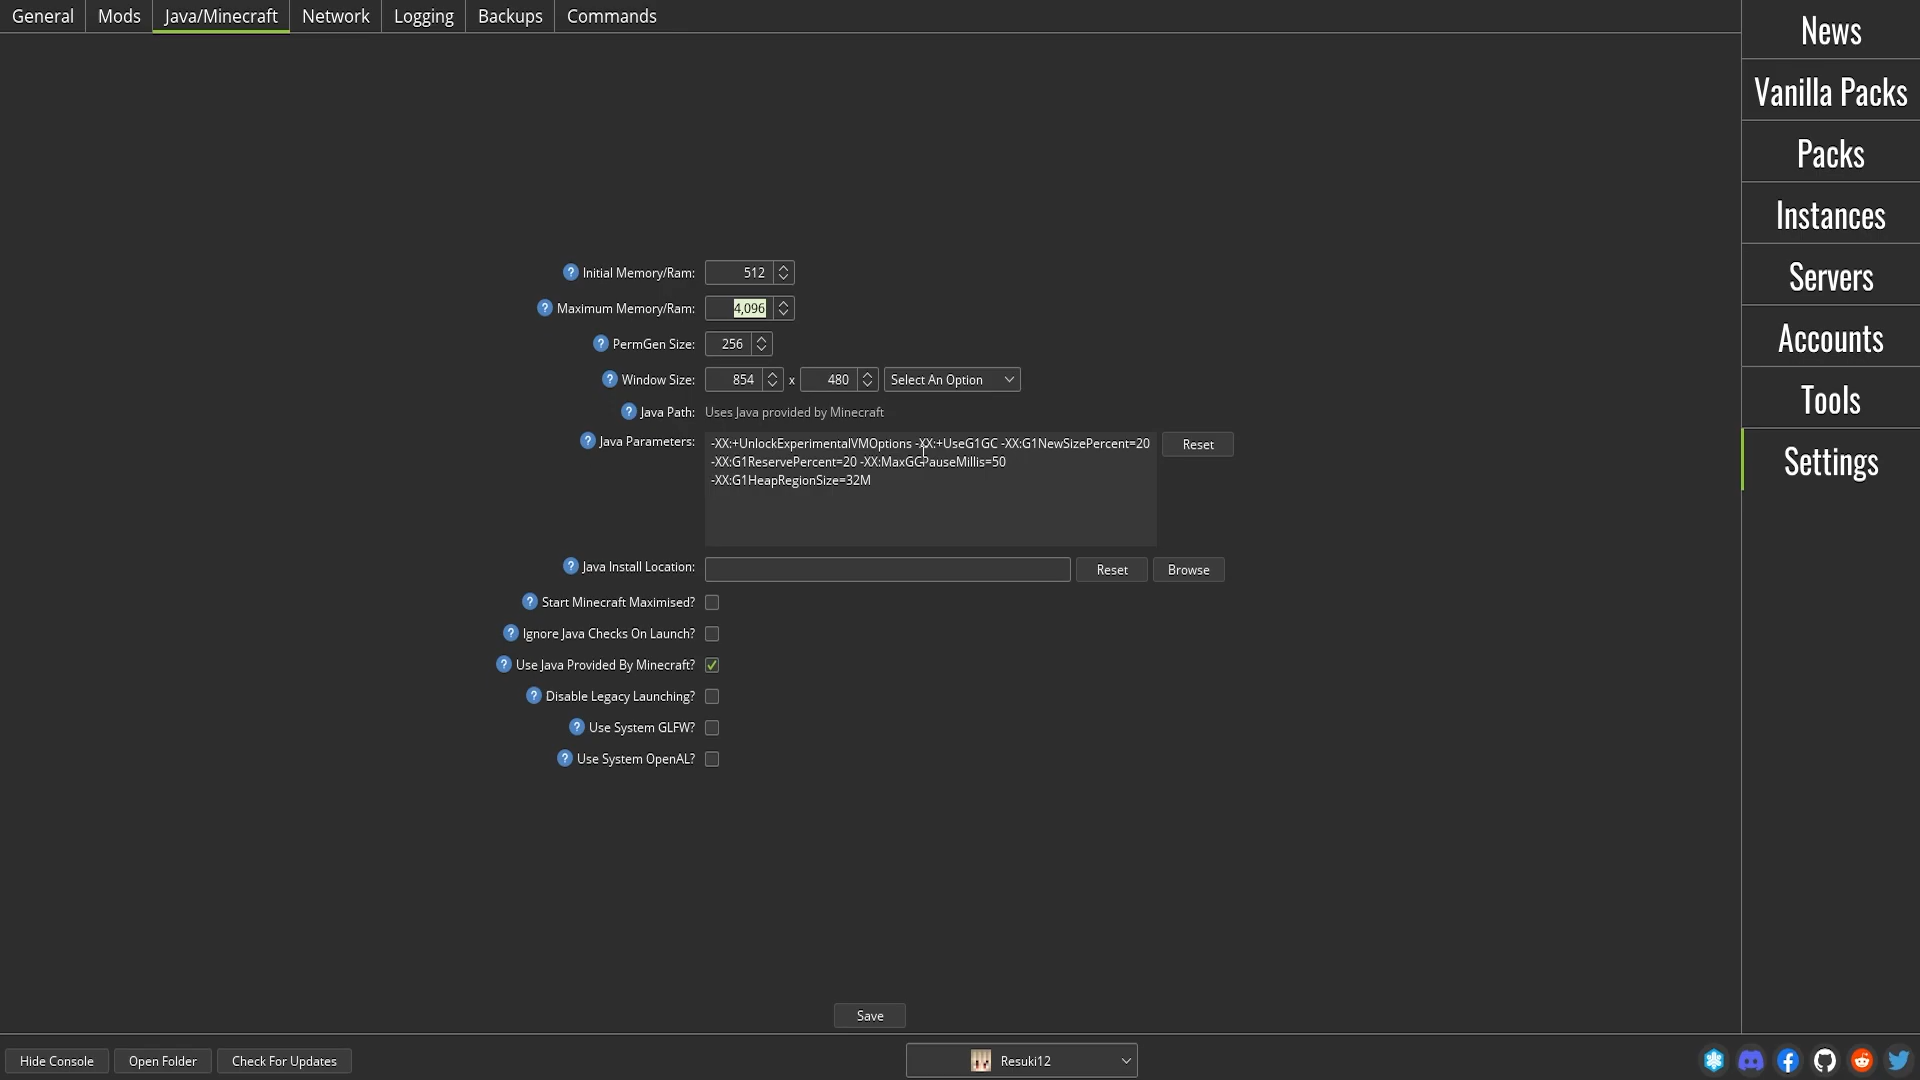 General
Mods
Java/Minecraft
Network
Logging
Backups
Commands
News
Vanilla Packs
Packs
Instances
Servers
Accounts
Tools
Settings
? Initial Memory/Ram: 512
? Maximum Memory/Ram: 4,096
? PermGen Size: 256
? Window Size: 854 x 480 Select An Option
? Java Path: Uses Java provided by Minecraft
? Java Parameters: -XX:+UnlockExperimentalVMOptions -XX:+UseG1GC -XX:G1NewSizePercent=20 Reset
-XX:G1ReservePercent=20 -XX:MaxGCPauseMillis=50
-XX:G1HeapRegionSize=32M
? Java Install Location: Reset Browse
? Start Minecraft Maximised?
? Ignore Java Checks On Launch?
? Use Java Provided By Minecraft?
? Disable Legacy Launching?
? Use System GLFW?
? Use System OpenAL?
Save
Hide Console
Open Folder
Check For Updates
Resuki12